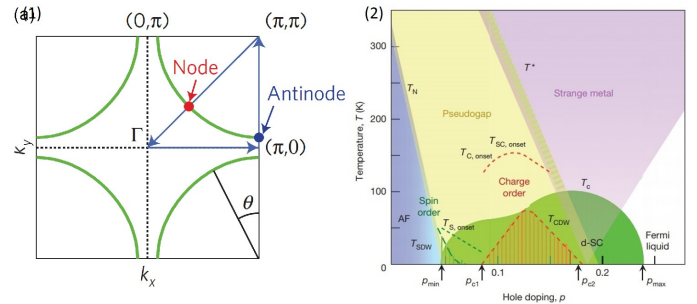 (a1)
(0,π)
(π,π)
Node
Antinode
Γ
(π,0)
θ
k_y
k_x
(2)
300
200
100
0
Temperature, T (K)
T_N
T*
Strange metal
Pseudogap
T_SC, onset
T_C, onset
Charge order
T_c
Spin order
AF
T_S, onset
T_SDW
T_CDW
d-SC
Fermi liquid
0.1
0.2
p_min
p_c1
p_c2
p_max
Hole doping, p